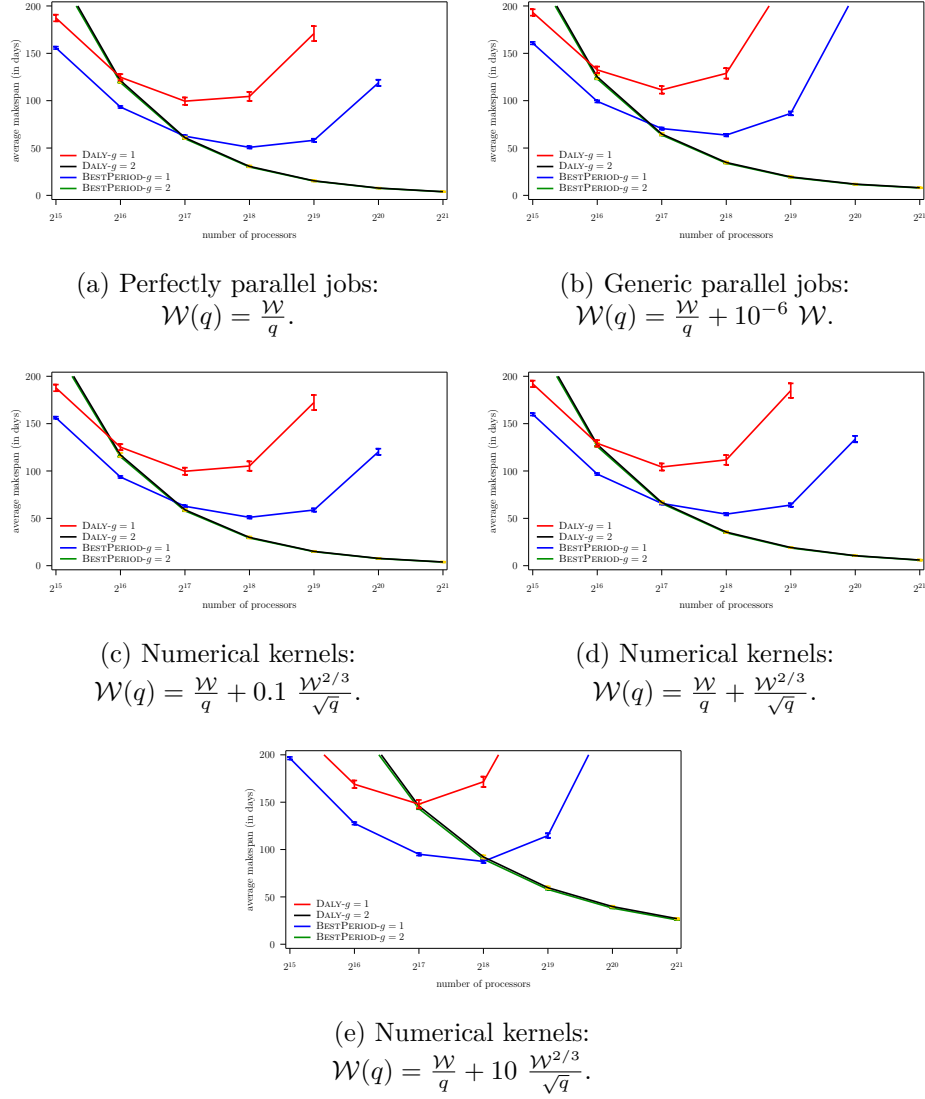 average makespan (in days)
200
150
100
50
0
DALY-g = 1
DALY-g = 2
BESTPERIOD-g = 1
BESTPERIOD-g = 2
2^15 2^16 2^17 2^18 2^19 2^20 2^21
number of processors
(a) Perfectly parallel jobs:
𝒲(q) = 𝒲/q.
average makespan (in days)
200
150
100
50
0
DALY-g = 1
DALY-g = 2
BESTPERIOD-g = 1
BESTPERIOD-g = 2
2^15 2^16 2^17 2^18 2^19 2^20 2^21
number of processors
(b) Generic parallel jobs:
𝒲(q) = 𝒲/q + 10^−6 𝒲.
average makespan (in days)
200
150
100
50
0
DALY-g = 1
DALY-g = 2
BESTPERIOD-g = 1
BESTPERIOD-g = 2
2^15 2^16 2^17 2^18 2^19 2^20 2^21
number of processors
(c) Numerical kernels:
𝒲(q) = 𝒲/q + 0.1 𝒲^2/3/√q.
average makespan (in days)
200
150
100
50
0
DALY-g = 1
DALY-g = 2
BESTPERIOD-g = 1
BESTPERIOD-g = 2
2^15 2^16 2^17 2^18 2^19 2^20 2^21
number of processors
(d) Numerical kernels:
𝒲(q) = 𝒲/q + 𝒲^2/3/√q.
average makespan (in days)
200
150
100
50
0
DALY-g = 1
DALY-g = 2
BESTPERIOD-g = 1
BESTPERIOD-g = 2
2^15 2^16 2^17 2^18 2^19 2^20 2^21
number of processors
(e) Numerical kernels:
𝒲(q) = 𝒲/q + 10 𝒲^2/3/√q.